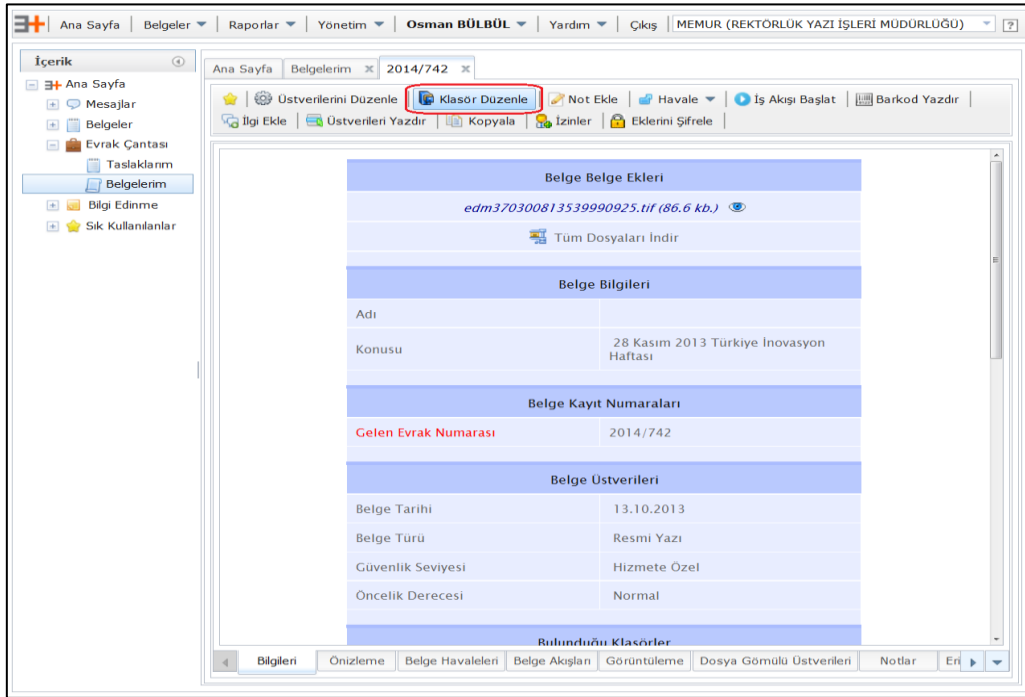 Ana Sayfa Belgeler Raporlar Yönetim Osman BÜLBÜL Yardım Çıkış MEMUR (REKTÖRLÜK YAZI İŞLERİ MÜDÜRLÜĞÜ) ?
İçerik
Ana Sayfa
Mesajlar
Belgeler
Evrak Çantası
Taslaklarım
Belgelerim
Bilgi Edinme
Sık Kullanılanlar
Ana Sayfa Belgelerim 2014/742
Üstverilerini Düzenle Klasör Düzenle Not Ekle Havale İş Akışı Başlat Barkod Yazdır
İlgi Ekle Üstverileri Yazdır Kopyala İzinler Eklerini Şifrele
Belge Belge Ekleri
edm370300813539990925.tif (86.6 kb.)
Tüm Dosyaları İndir
Belge Bilgileri
Adı
Konusu 28 Kasım 2013 Türkiye İnovasyon
Haftası
Belge Kayıt Numaraları
Gelen Evrak Numarası 2014/742
Belge Üstverileri
Belge Tarihi 13.10.2013
Belge Türü Resmi Yazı
Güvenlik Seviyesi Hizmete Özel
Öncelik Derecesi Normal
Bulunduğu Klasörler
Bilgileri Önizleme Belge Havaleleri Belge Akışları Görüntüleme Dosya Gömülü Üstverileri Notlar Eri